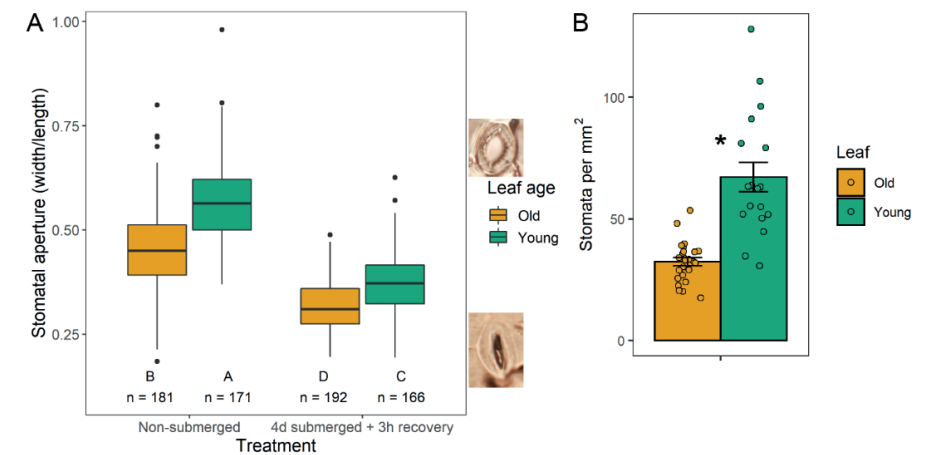 A
Stomatal aperture (width/length)
1.00
0.75
0.50
0.25
B
A
D
C
n = 181
n = 171
n = 192
n = 166
Non-submerged
4d submerged + 3h recovery
Treatment
Leaf age
Old
Young
B
Stomata per mm²
100
50
0
*
Leaf
Old
Young